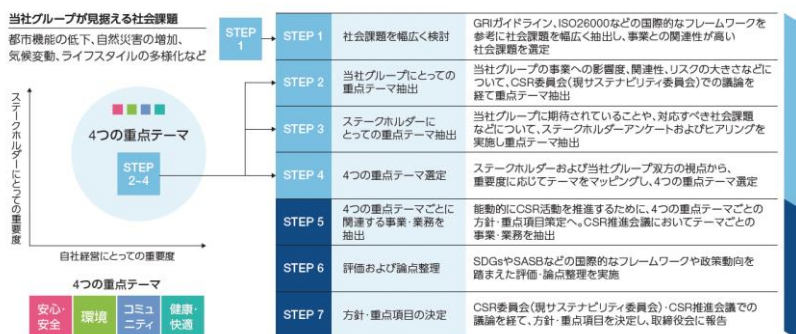 当社グループが見据える社会課題
都市機能の低下、自然災害の増加、
気候変動、ライフスタイルの多様化など
STEP
1
ステークホルダーにとっての重要度
4つの重点テーマ
STEP
2~4
自社経営にとっての重要度
4つの重点テーマ
安心・
安全
環境
コミュ
ニティ
健康・
快適
STEP 1
社会課題を幅広く検討
GRIガイドライン、ISO26000などの国際的なフレームワークを
参考に社会課題を幅広く抽出し、事業との関連性が高い
社会課題を選定
STEP 2
当社グループにとっての
重点テーマ抽出
当社グループの事業への影響度、関連性、リスクの大きさなどに
ついて、CSR委員会(現サステナビリティ委員会)での議論を
経て重点テーマ抽出
STEP 3
ステークホルダーに
とっての重点テーマ抽出
当社グループに期待されていることや、対応すべき社会課題
などについて、ステークホルダーアンケートおよびヒアリングを
実施し重点テーマ抽出
STEP 4
4つの重点テーマ選定
ステークホルダーおよび当社グループ双方の視点から、
重要度に応じてテーマをマッピングし、4つの重点テーマ選定
STEP 5
4つの重点テーマごとに
関連する事業・業務を
抽出
能動的にCSR活動を推進するために、4つの重点テーマごとの
方針・重点項目策定へ。CSR推進会議においてテーマごとの
事業・業務を抽出
STEP 6
評価および論点整理
SDGsやSASBなどの国際的なフレームワークや政策動向を
踏まえた評価・論点整理を実施
STEP 7
方針・重点項目の決定
CSR委員会(現サステナビリティ委員会)・CSR推進会議での
議論を経て、方針・重点項目を決定し、取締役会に報告